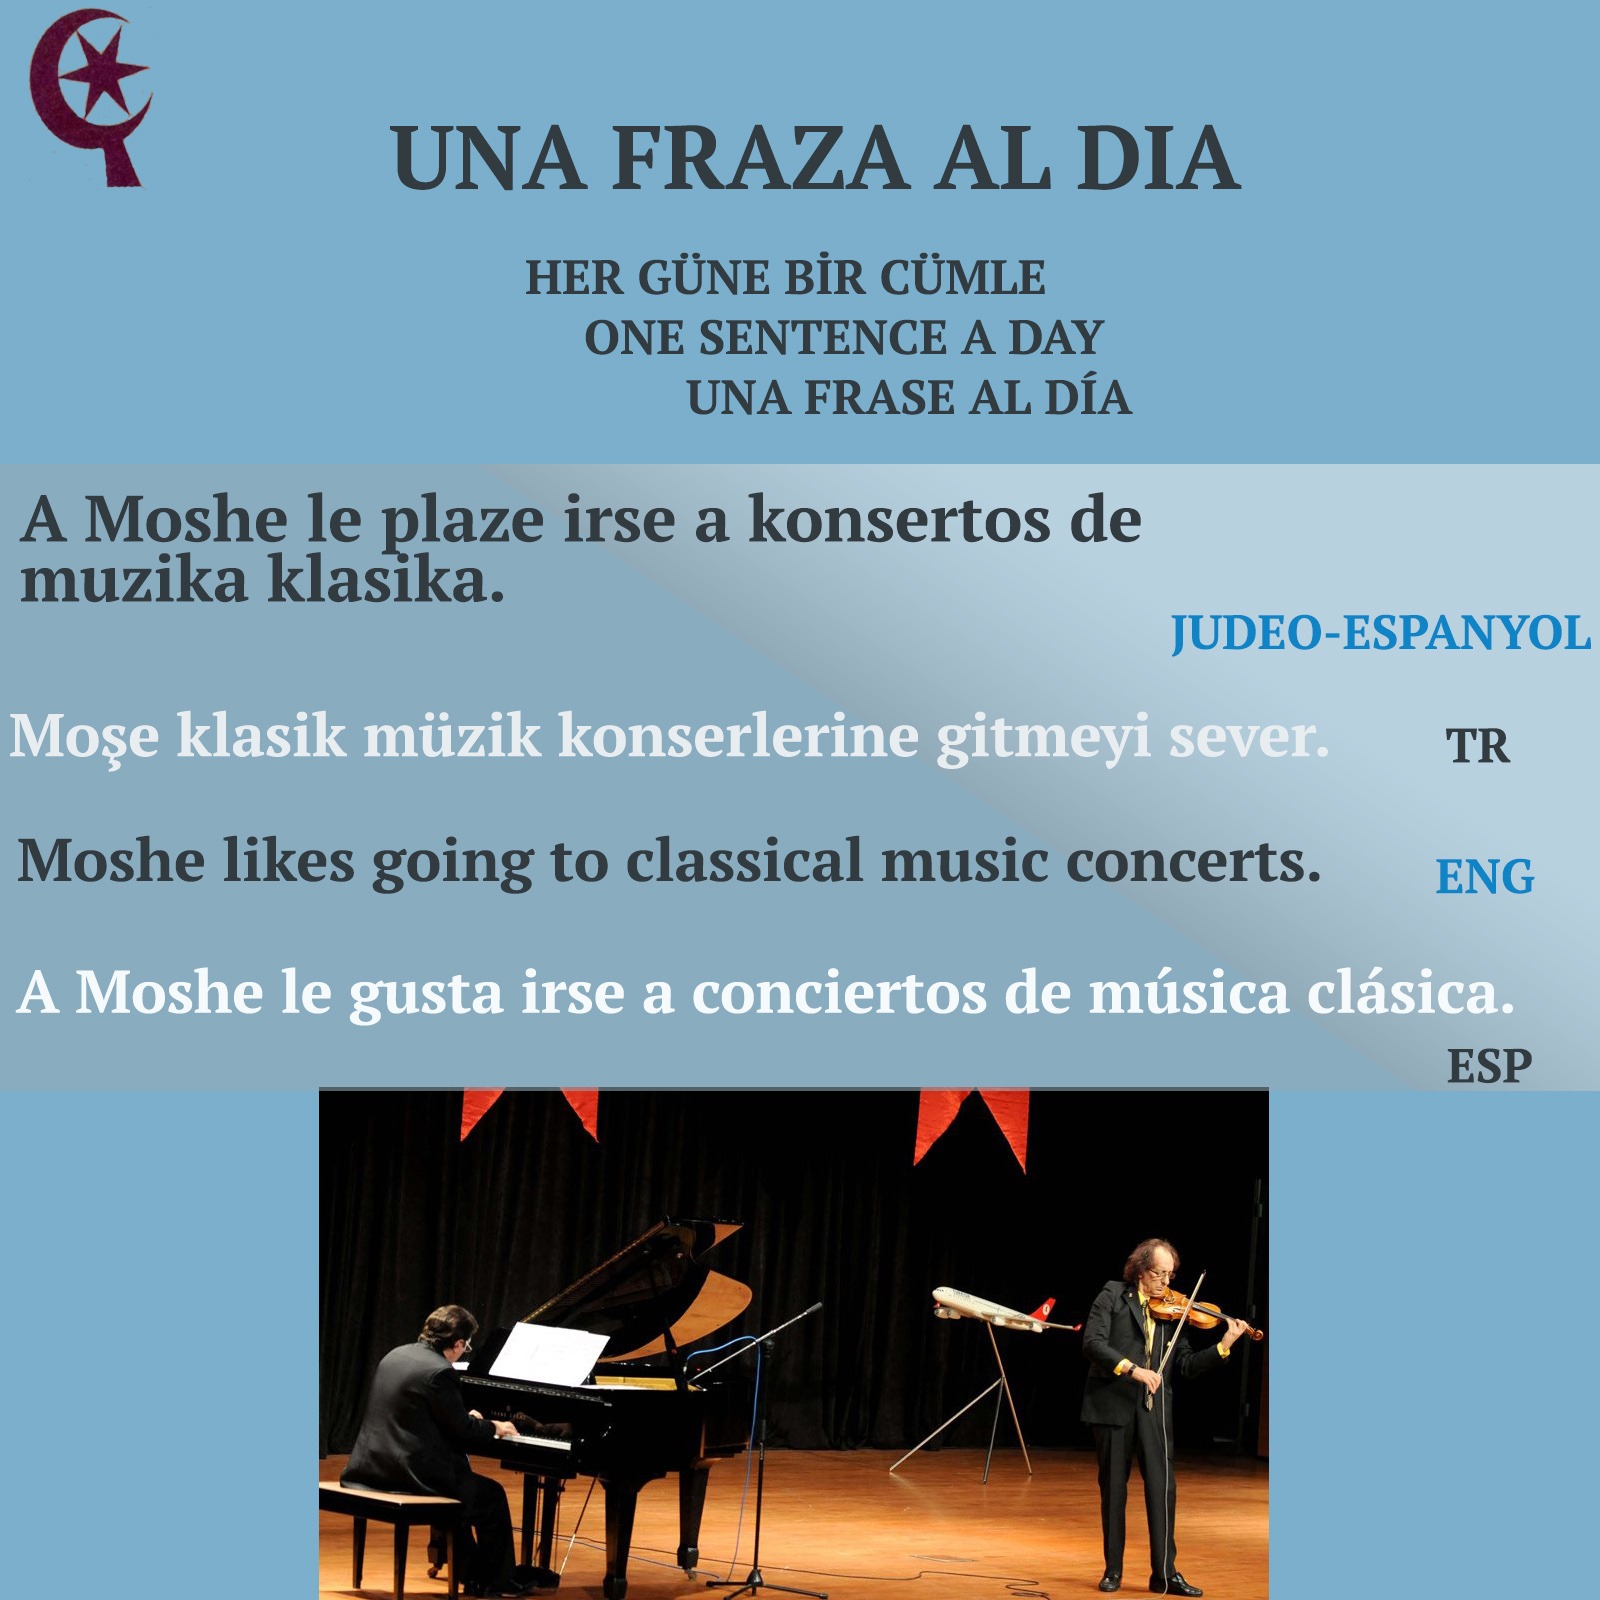 UNA FRAZA AL DIA
HER GÜNE BİR CÜMLE
ONE SENTENCE A DAY
UNA FRASE AL DÍA
A Moshe le plaze irse a konsertos de
muzika klasika.
JUDEO-ESPANYOL
Moşe klasik müzik konserlerine gitmeyi sever. TR
Moshe likes going to classical music concerts. ENG
A Moshe le gusta irse a conciertos de música clásica.
ESP